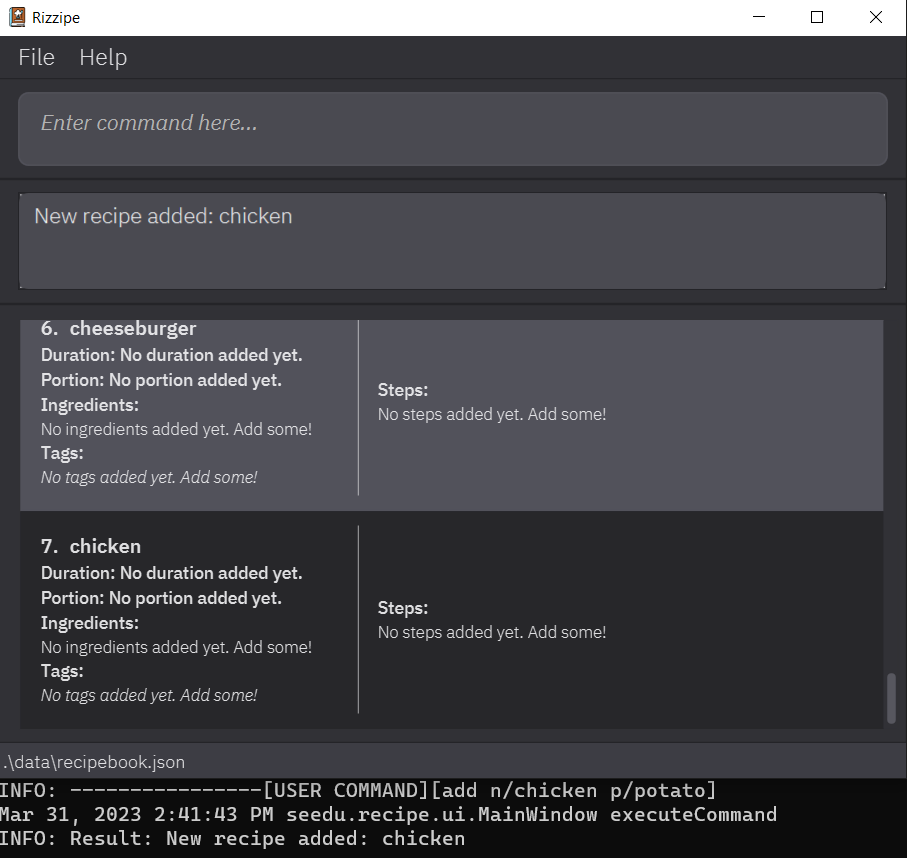 Rizzipe
File Help
Enter command here...
New recipe added: chicken
6. cheeseburger
Duration: No duration added yet.
Portion: No portion added yet.
Ingredients:
No ingredients added yet. Add some!
Tags:
No tags added yet. Add some!
Steps:
No steps added yet. Add some!
7. chicken
Duration: No duration added yet.
Portion: No portion added yet.
Ingredients:
No ingredients added yet. Add some!
Tags:
No tags added yet. Add some!
Steps:
No steps added yet. Add some!
.\data\recipebook.json
INFO: ----------------[USER COMMAND][add n/chicken p/potato]
Mar 31, 2023 2:41:43 PM seedu.recipe.ui.MainWindow executeCommand
INFO: Result: New recipe added: chicken